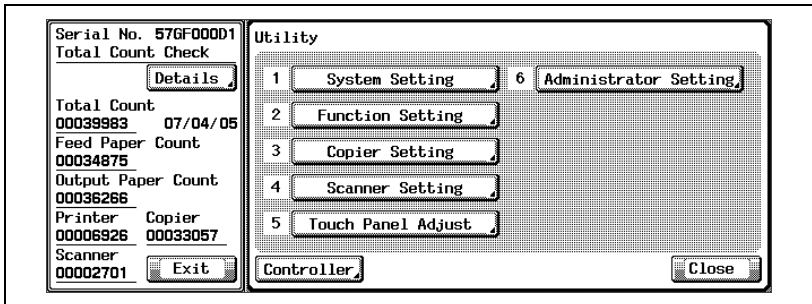 Serial No. 57GF000D1
Total Count Check
Details
Total Count
00039983 07/04/05
Feed Paper Count
00034875
Output Paper Count
00036266
Printer Copier
00006926 00033057
Scanner
00002701 Exit
Utility
1 System Setting 6 Administrator Setting
2 Function Setting
3 Copier Setting
4 Scanner Setting
5 Touch Panel Adjust
Controller Close